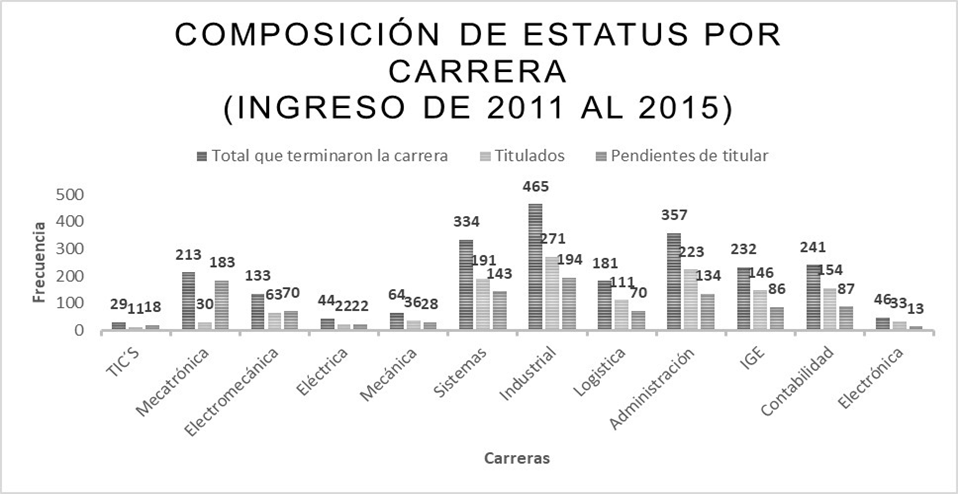 COMPOSICIÓN DE ESTATUS POR
CARRERA
(INGRESO DE 2011 AL 2015)
Total que terminaron la carrera Titulados Pendientes de titular
Frecuencia
500
400
300
200
100
0
29 11 18
213 30 183
133 63 70
44 22 22
64 36 28
334 191 143
465 271 194
181 111 70
357 223 134
232 146 86
241 154 87
46 33 13
TIC´S
Mecatrónica
Electromecánica
Eléctrica
Mecánica
Sistemas
Industrial
Logistica
Administración
IGE
Contabilidad
Electrónica
Carreras